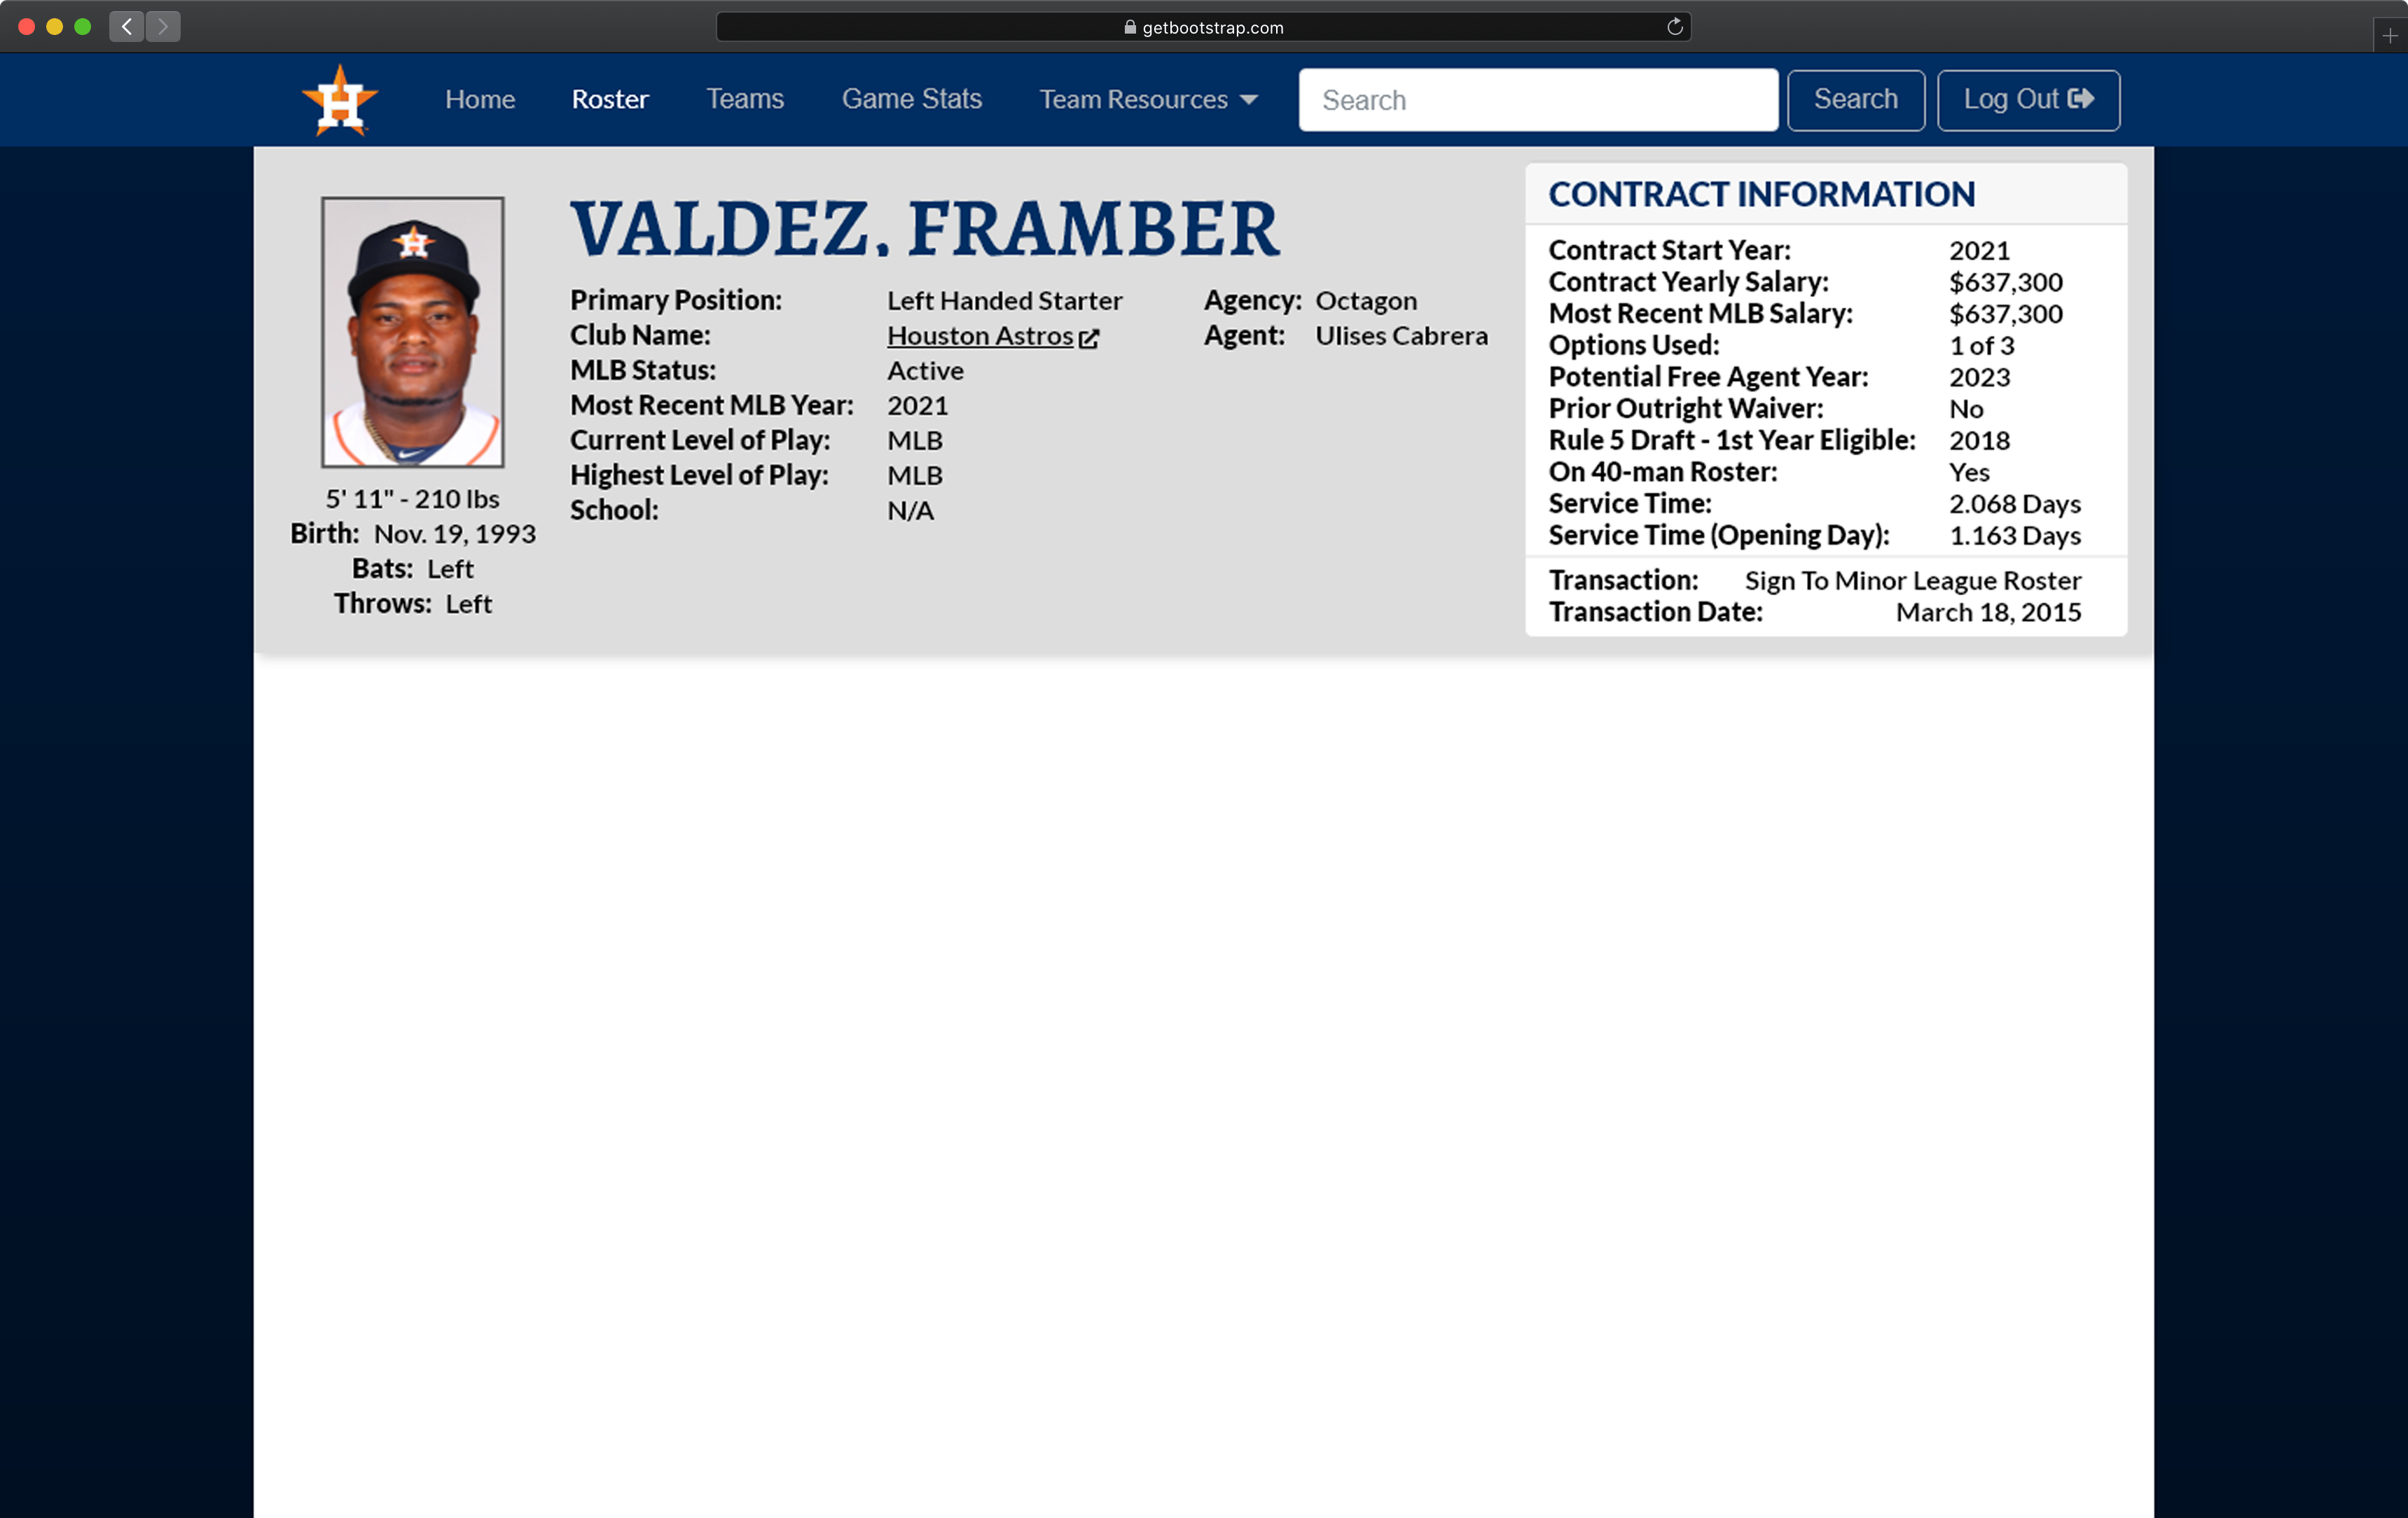 getbootstrap.com
H
Home Roster Teams Game Stats Team Resources Search Search Log Out
VALDEZ, FRAMBER
5' 11" - 210 lbs
Birth: Nov. 19, 1993
Bats: Left
Throws: Left
Primary Position: Left Handed Starter
Club Name: Houston Astros
MLB Status: Active
Most Recent MLB Year: 2021
Current Level of Play: MLB
Highest Level of Play: MLB
School: N/A
Agency: Octagon
Agent: Ulises Cabrera
CONTRACT INFORMATION
Contract Start Year: 2021
Contract Yearly Salary: $637,300
Most Recent MLB Salary: $637,300
Options Used: 1 of 3
Potential Free Agent Year: 2023
Prior Outright Waiver: No
Rule 5 Draft - 1st Year Eligible: 2018
On 40-man Roster: Yes
Service Time: 2.068 Days
Service Time (Opening Day): 1.163 Days
Transaction: Sign To Minor League Roster
Transaction Date: March 18, 2015